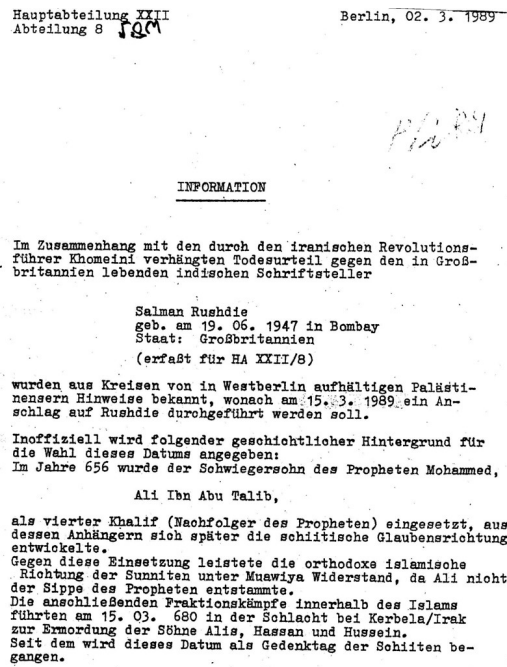 Hauptabteilung XXII
Berlin, 02. 3. 1989
Abteilung 8
INFORMATION
Im Zusammenhang mit den durch den iranischen Revolutions-
führer Khomeini verhängten Todesurteil gegen den in Groß-
britannien lebenden indischen Schriftsteller
Salman Rushdie
geb. am 19. 06. 1947 in Bombay
Staat: Großbritannien
(erfaßt für HA XXII/8)
wurden aus Kreisen von in Westberlin aufhältigen Palästi-
nensern Hinweise bekannt, wonach am 15. 3. 1989 ein An-
schlag auf Rushdie durchgeführt werden soll.
Inoffiziell wird folgender geschichtlicher Hintergrund für
die Wahl dieses Datums angegeben:
Im Jahre 656 wurde der Schwiegersohn des Propheten Mohammed,
Ali Ibn Abu Talib,
als vierter Khalif (Nachfolger des Propheten) eingesetzt, aus
dessen Anhängern sich später die schiitische Glaubensrichtung
entwickelte.
Gegen diese Einsetzung leistete die orthodoxe islamische
Richtung der Sunniten unter Muawiya Widerstand, da Ali nicht
der Sippe des Propheten entstammte.
Die anschließenden Fraktionskämpfe innerhalb des Islams
führten am 15. 03. 680 in der Schlacht bei Kerbela/Irak
zur Ermordung der Söhne Alis, Hassan und Hussein.
Seit dem wird dieses Datum als Gedenktag der Schiiten be-
gangen.